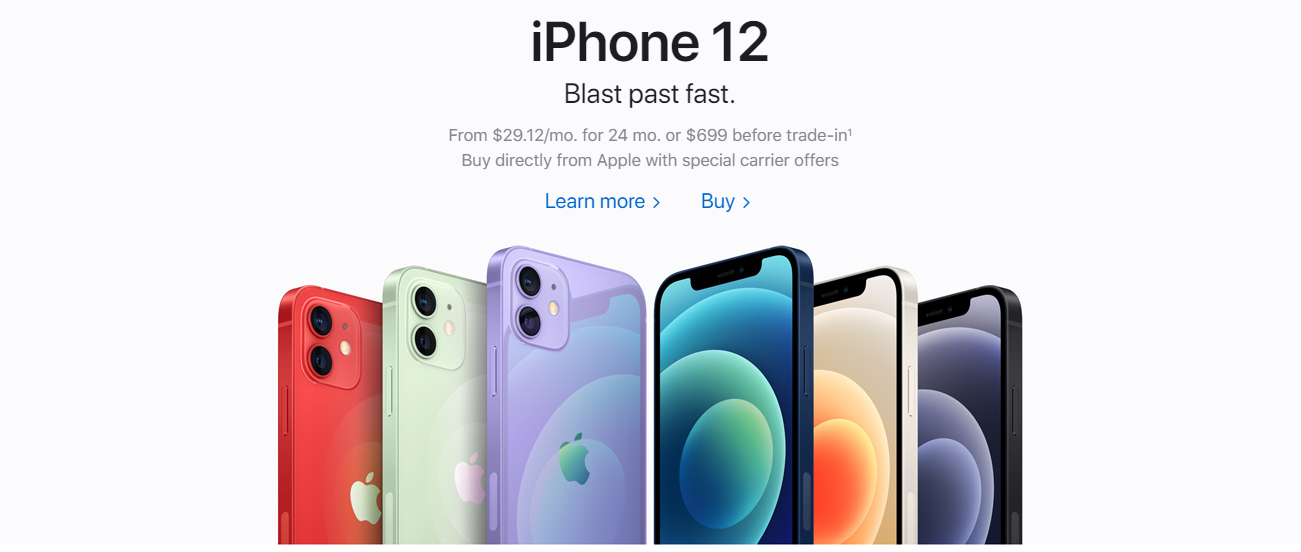 iPhone 12
Blast past fast.
From $29.12/mo. for 24 mo. or $699 before trade-in¹
Buy directly from Apple with special carrier offers
Learn more > Buy >